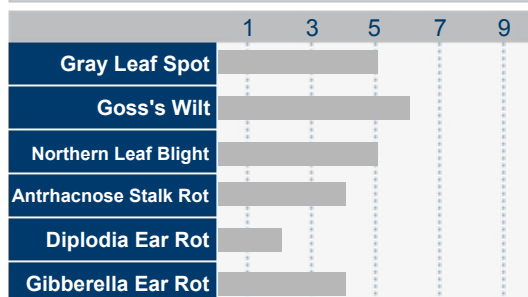 1 3 5 7 9
Gray Leaf Spot
Goss's Wilt
Northern Leaf Blight
Antrhacnose Stalk Rot
Diplodia Ear Rot
Gibberella Ear Rot